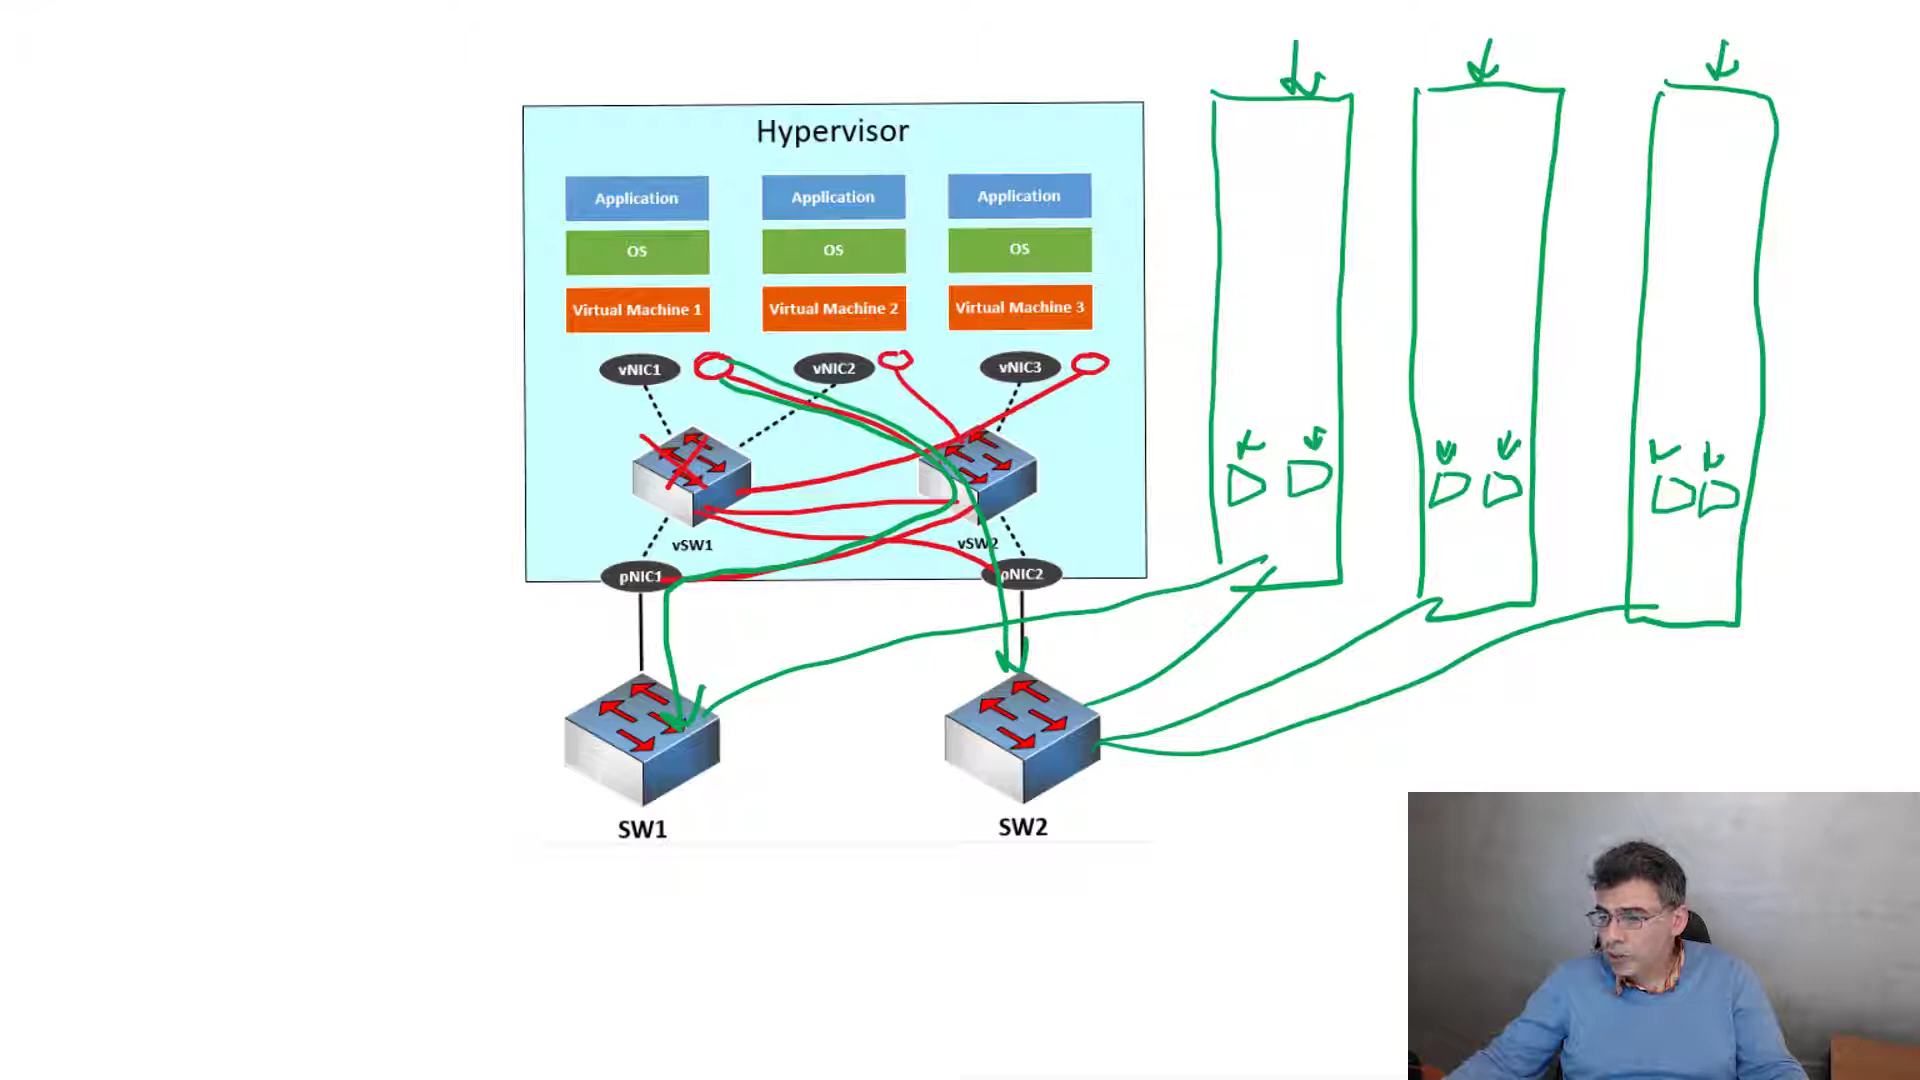 Hypervisor
Application Application Application
OS OS OS
Virtual Machine 1 Virtual Machine 2 Virtual Machine 3
vNIC1 vNIC2 vNIC3
vSW1 vSW2
pNIC1 pNIC2
SW1 SW2